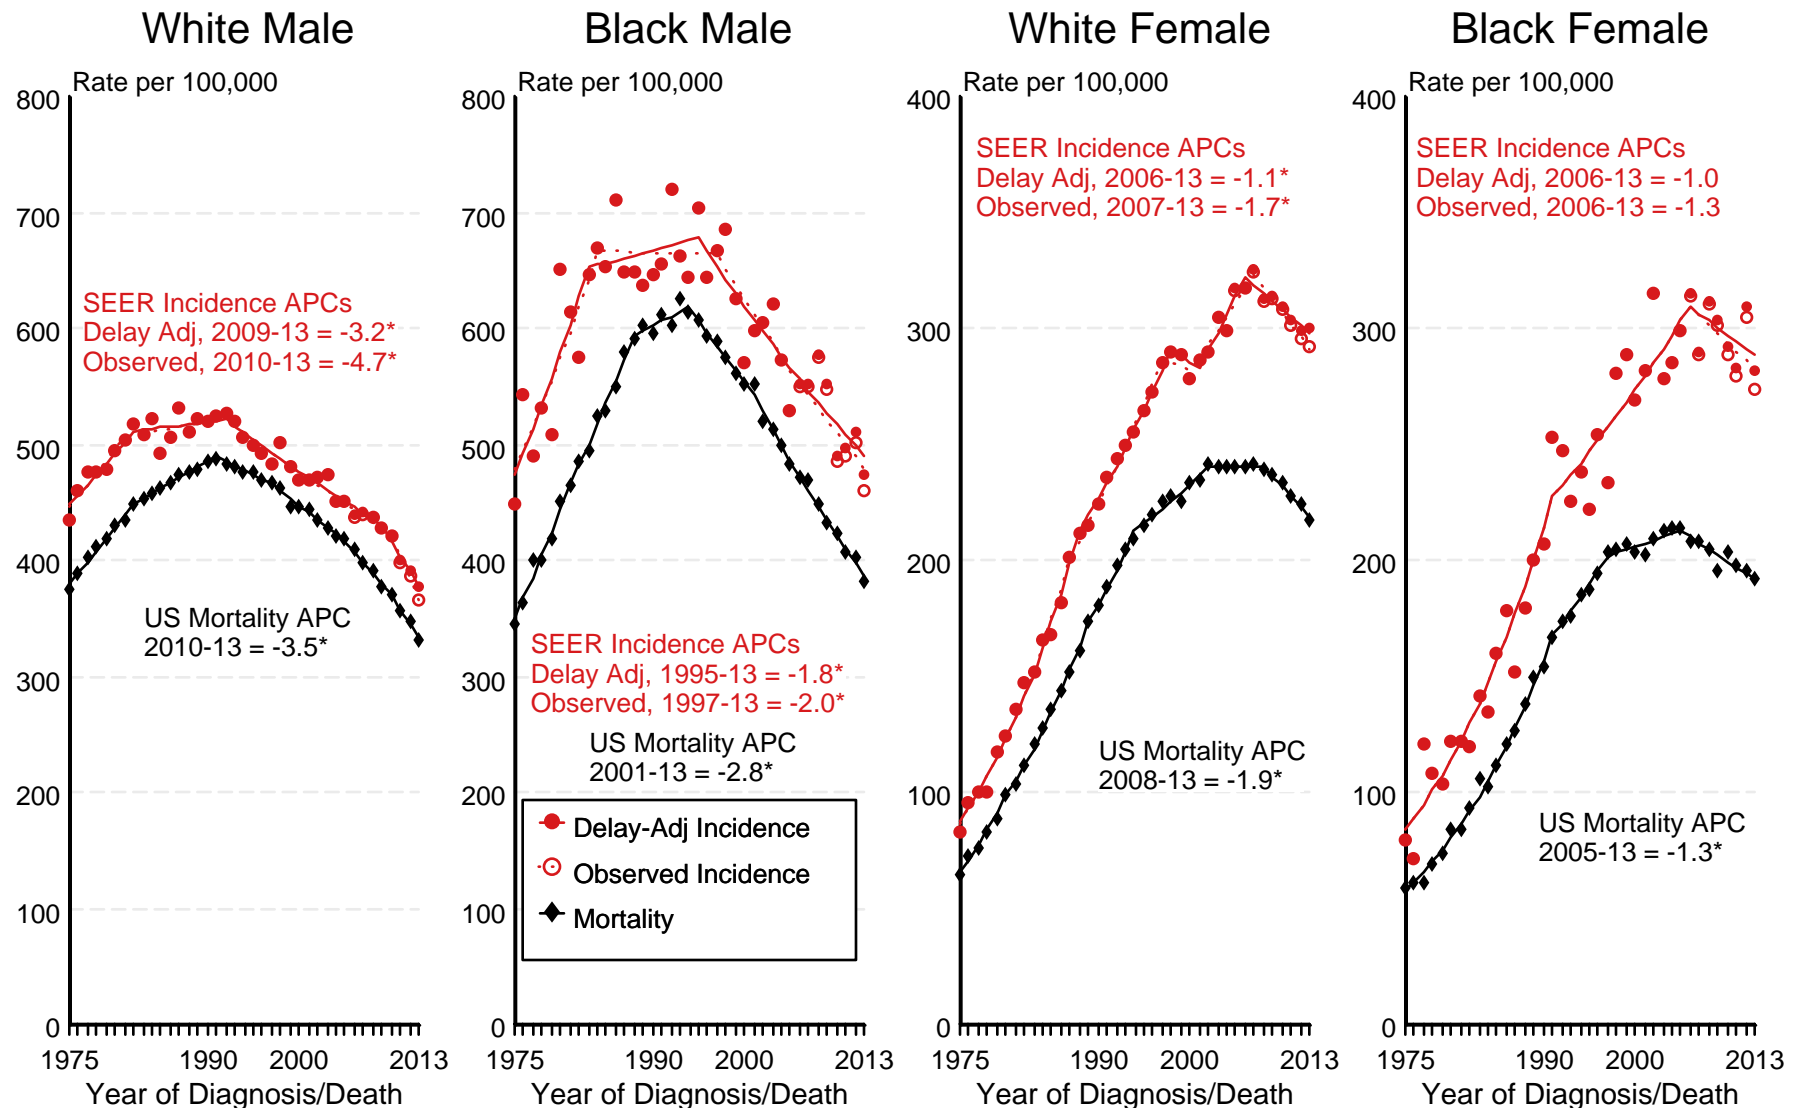 White Male
Rate per 100,000
800
700
600
500
400
300
200
100
0
SEER Incidence APCs
Delay Adj, 2009-13 = -3.2*
Observed, 2010-13 = -4.7*
US Mortality APC
2010-13 = -3.5*
1975 1990 2000 2013
Year of Diagnosis/Death
Black Male
Rate per 100,000
800
700
600
500
400
300
200
100
0
SEER Incidence APCs
Delay Adj, 1995-13 = -1.8*
Observed, 1997-13 = -2.0*
US Mortality APC
2001-13 = -2.8*
Delay-Adj Incidence
Observed Incidence
Mortality
1975 1990 2000 2013
Year of Diagnosis/Death
White Female
Rate per 100,000
400
300
200
100
0
SEER Incidence APCs
Delay Adj, 2006-13 = -1.1*
Observed, 2007-13 = -1.7*
US Mortality APC
2008-13 = -1.9*
1975 1990 2000 2013
Year of Diagnosis/Death
Black Female
Rate per 100,000
400
300
200
100
0
SEER Incidence APCs
Delay Adj, 2006-13 = -1.0
Observed, 2006-13 = -1.3
US Mortality APC
2005-13 = -1.3*
1975 1990 2000 2013
Year of Diagnosis/Death